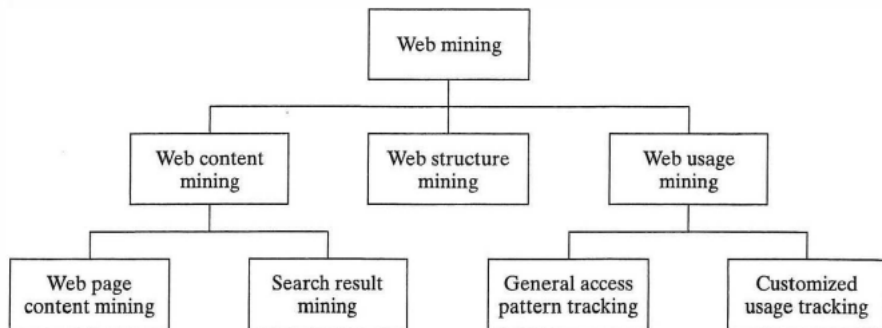 Web mining
Web content
mining
Web structure
mining
Web usage
mining
Web page
content mining
Search result
mining
General access
pattern tracking
Customized
usage tracking